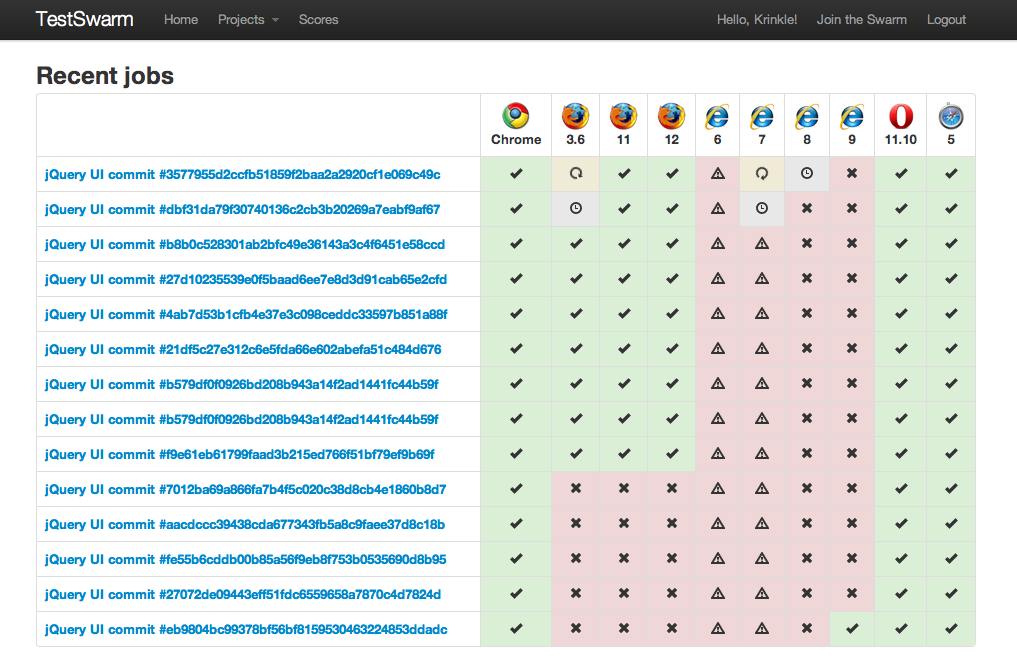 TestSwarm Home Projects Scores Hello, Krinkle! Join the Swarm Logout
Recent jobs
Chrome 3.6 11 12 6 7 8 9 11.10 5
jQuery UI commit #3577955d2ccfb51859f2baa2a2920cf1e069c49c
jQuery UI commit #dbf31da79f30740136c2cb3b20269a7eabf9af67
jQuery UI commit #b8b0c528301ab2bfc49e36143a3c4f6451e58ccd
jQuery UI commit #27d10235539e0f5baad6ee7e8d3d91cab65e2cfd
jQuery UI commit #4ab7d53b1cfb4e37e3c098ceddc33597b851a88f
jQuery UI commit #21df5c27e312c6e5fda66e602abefa51c484d676
jQuery UI commit #b579df0f0926bd208b943a14f2ad1441fc44b59f
jQuery UI commit #b579df0f0926bd208b943a14f2ad1441fc44b59f
jQuery UI commit #f9e61eb61799faad3b215ed766f51bf79ef9b69f
jQuery UI commit #7012ba69a866fa7b4f5c020c38d8cb4e1860b8d7
jQuery UI commit #aacdccc39438cda677343fb5a8c9faee37d8c18b
jQuery UI commit #fe55b6cddb00b85a56f9eb8f753b0535690d8b95
jQuery UI commit #27072de09443eff51fdc6559658a7870c4d7824d
jQuery UI commit #eb9804bc99378bf56bf8159530463224853ddadc